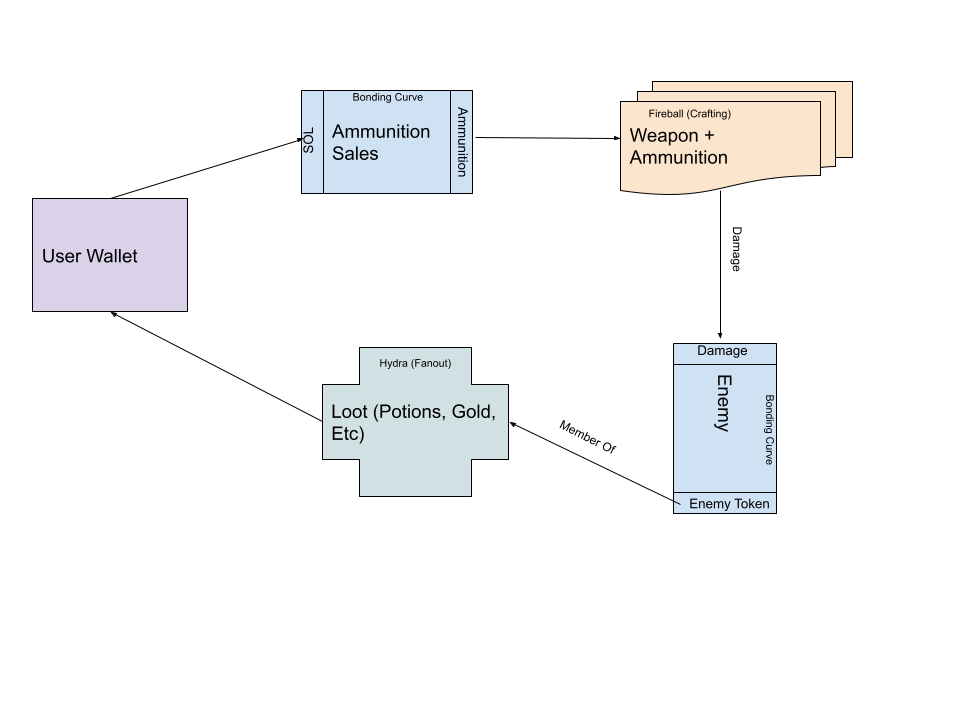 Bonding Curve
SOL
Ammunition
Sales
Ammunition
Fireball (Crafting)
Weapon +
Ammunition
User Wallet
Damage
Damage
Enemy
Bonding Curve
Enemy Token
Member Of
Hydra (Fanout)
Loot (Potions, Gold,
Etc)